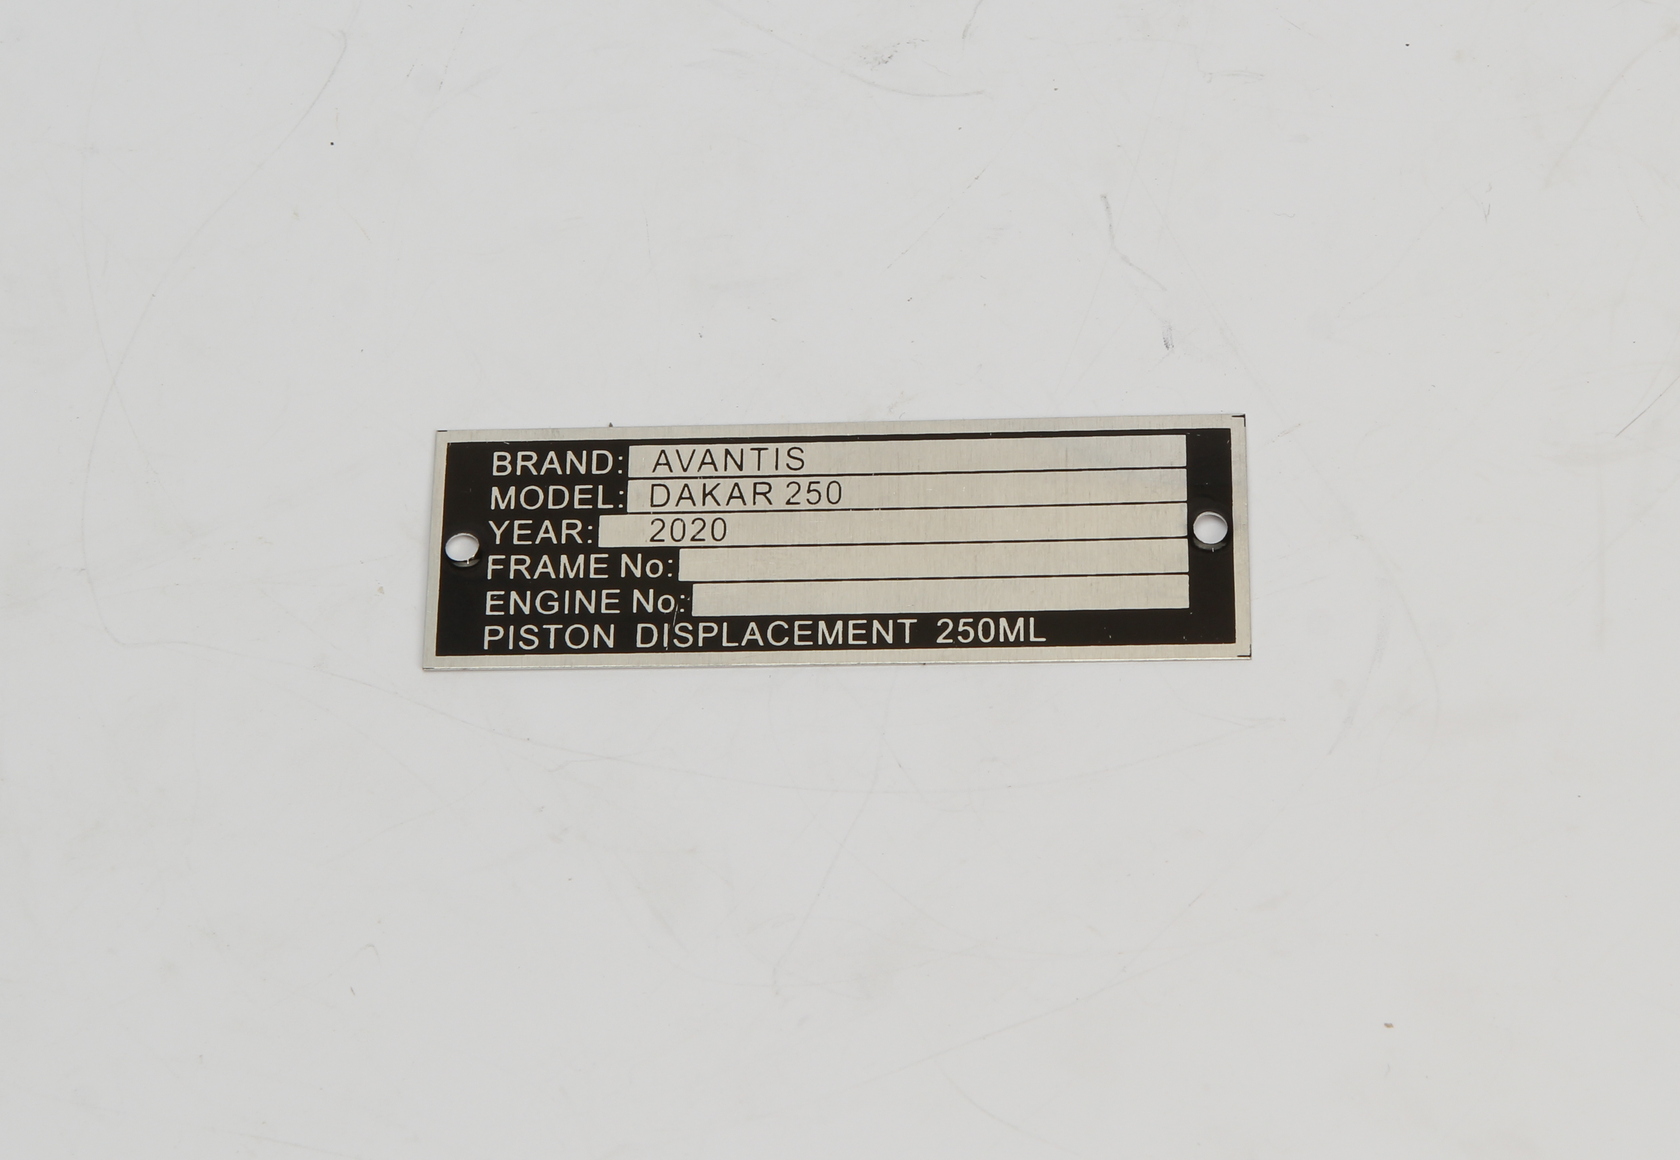 BRAND: AVANTIS
MODEL: DAKAR 250
YEAR: 2020
FRAME No:
ENGINE No:
PISTON DISPLACEMENT 250ML